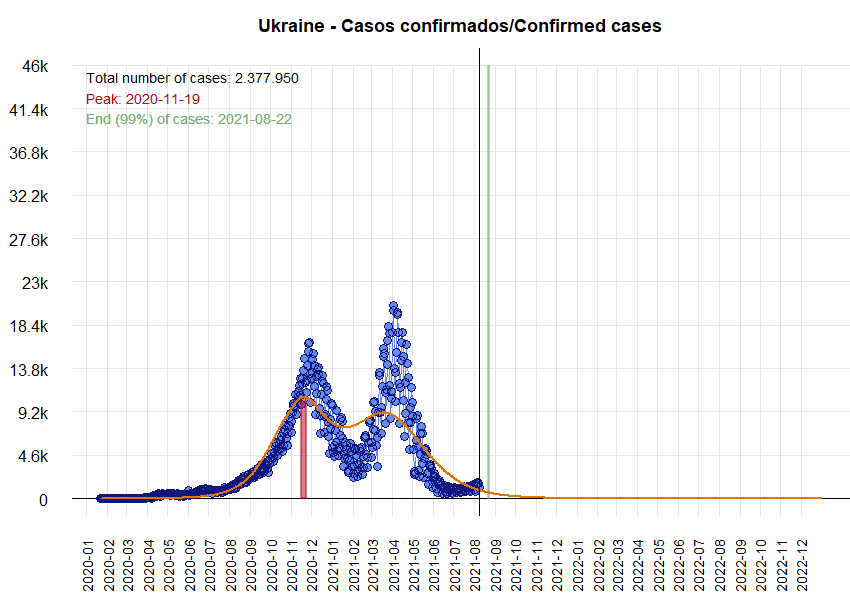 Ukraine - Casos confirmados/Confirmed cases
46k
Total number of cases: 2.377.950
Peak: 2020-11-19
41.4k
End (99%) of cases: 2021-08-22
36.8k
32.2k
27.6k
23k
18.4k
13.8k
9.2k
4.6k
0
2020-01
2020-02
2020-03
2020-04
2020-05
2020-06
2020-07
2020-08
2020-09
2020-10
2020-11
2020-12
2021-01
2021-02
2021-03
2021-04
2021-05
2021-06
2021-07
2021-08
2021-09
2021-10
2021-11
2021-12
2022-01
2022-02
2022-03
2022-04
2022-05
2022-06
2022-07
2022-08
2022-09
2022-10
2022-11
2022-12